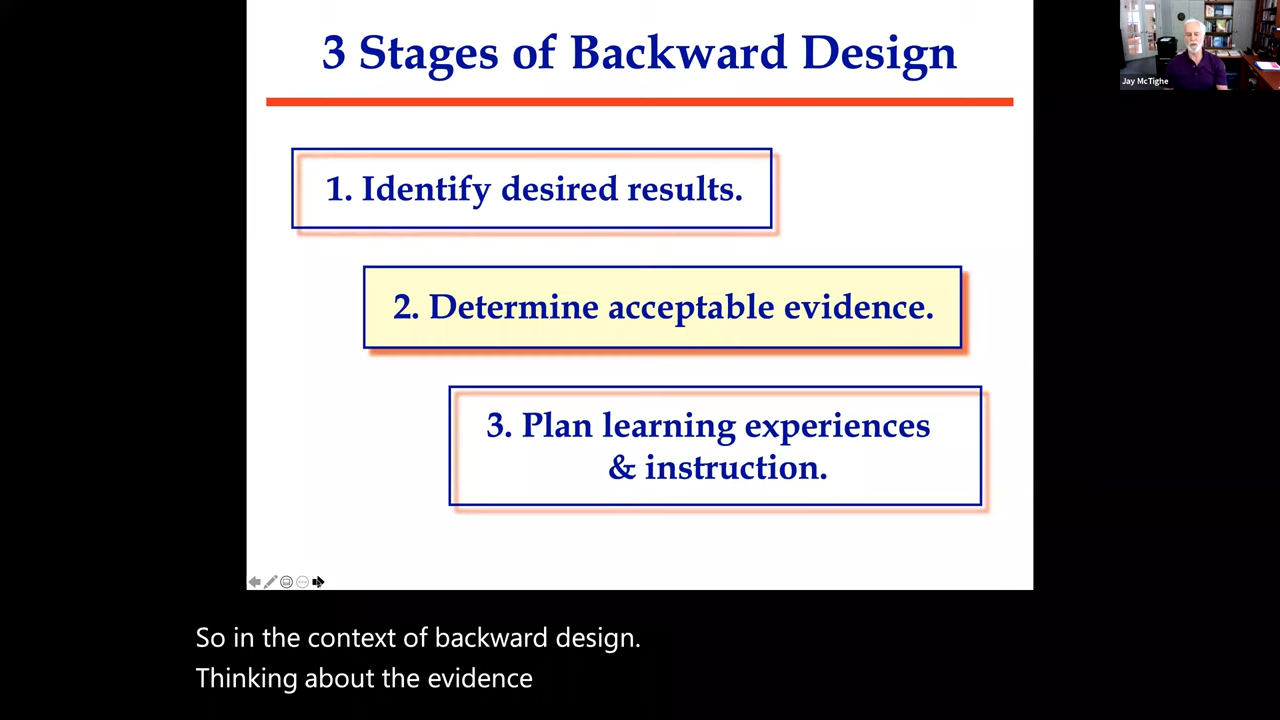 3 Stages of Backward Design
Jay McTighe
1. Identify desired results.
2. Determine acceptable evidence.
3. Plan learning experiences
& instruction.
So in the context of backward design.
Thinking about the evidence